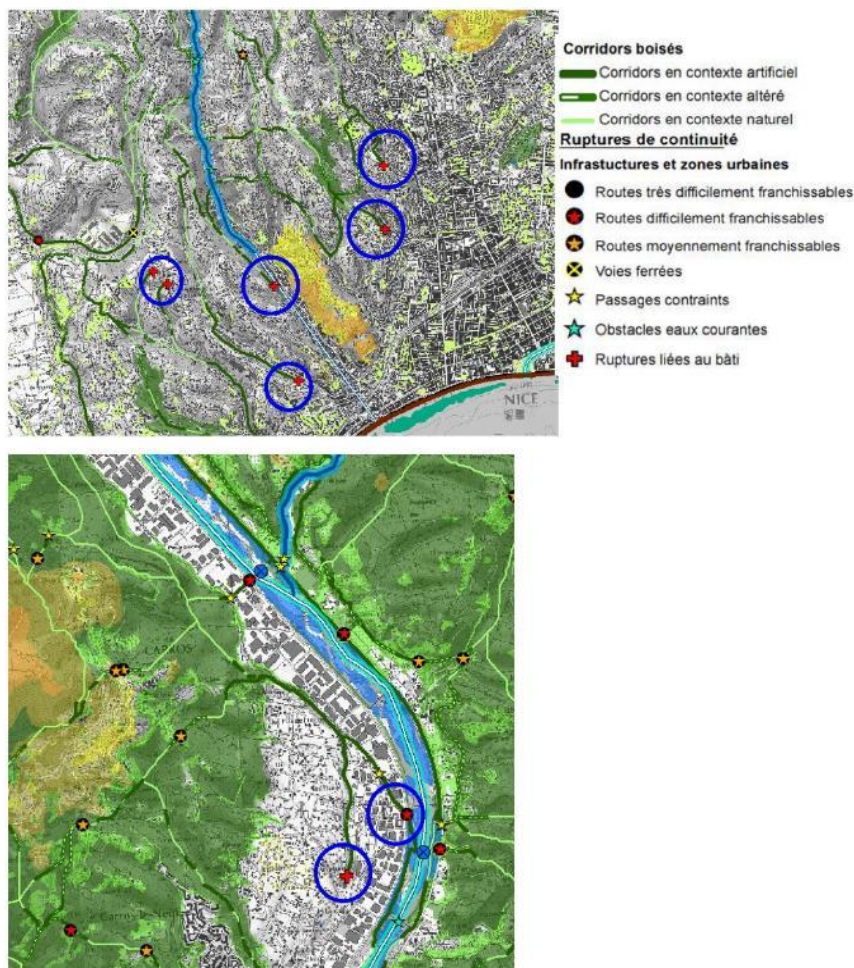 Corridors boisés
Corridors en contexte artificiel
Corridors en contexte altéré
Corridors en contexte naturel
Ruptures de continuité
Infrastuctures et zones urbaines
Routes très difficilement franchissables
Routes difficilement franchissables
Routes moyennement franchissables
Voies ferrées
Passages contraints
Obstacles eaux courantes
Ruptures liées au bâti
NICE
CARROS